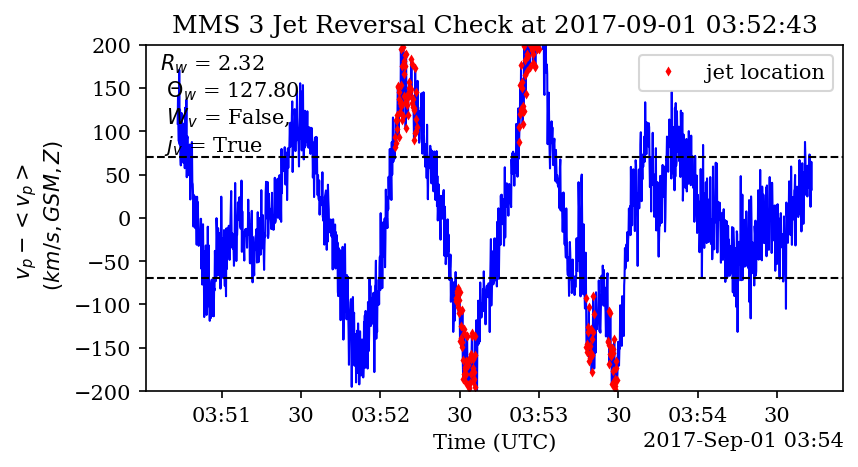 MMS 3 Jet Reversal Check at 2017-09-01 03:52:43
R_w = 2.32
Θ_w = 127.80
W_v = False,
j_v = True
jet location
v_p − < v_p >
(km/s, GSM, Z)
200
150
100
50
0
−50
−100
−150
−200
03:51 30 03:52 30 03:53 30 03:54 30
Time (UTC)
2017-Sep-01 03:54